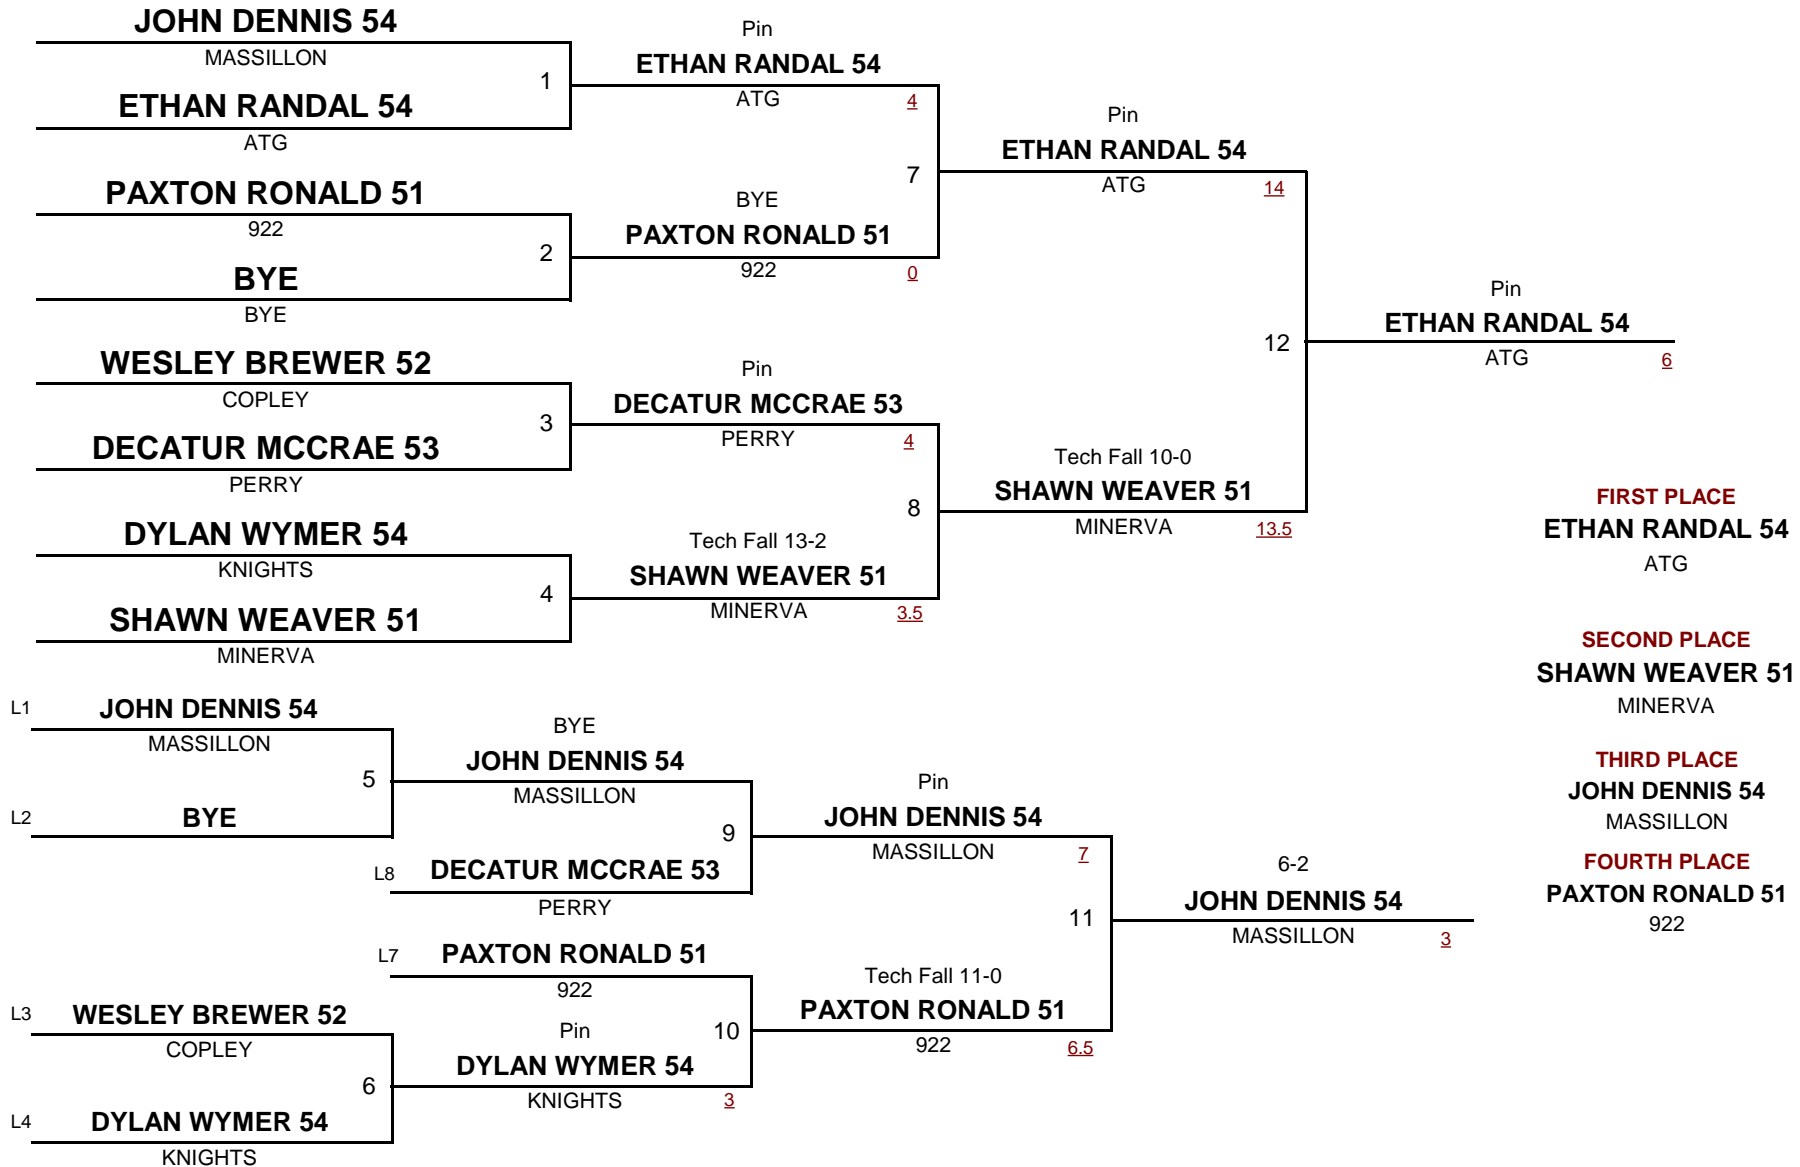 JOHN DENNIS 54
MASSILLON
1
ETHAN RANDAL 54
ATG
PAXTON RONALD 51
922
2
BYE
BYE
WESLEY BREWER 52
COPLEY
3
DECATUR MCCRAE 53
PERRY
DYLAN WYMER 54
KNIGHTS
4
SHAWN WEAVER 51
MINERVA
Pin
ETHAN RANDAL 54
ATG 4
7
BYE
PAXTON RONALD 51
922 0
Pin
DECATUR MCCRAE 53
PERRY 4
8
Tech Fall 13-2
SHAWN WEAVER 51
MINERVA 3.5
Pin
ETHAN RANDAL 54
ATG 14
12
Tech Fall 10-0
SHAWN WEAVER 51
MINERVA 13.5
Pin
ETHAN RANDAL 54
ATG 6
FIRST PLACE
ETHAN RANDAL 54
ATG
SECOND PLACE
SHAWN WEAVER 51
MINERVA
THIRD PLACE
JOHN DENNIS 54
MASSILLON
FOURTH PLACE
PAXTON RONALD 51
922
L1 JOHN DENNIS 54
MASSILLON
5
L2 BYE
BYE
JOHN DENNIS 54
MASSILLON
9
L8 DECATUR MCCRAE 53
PERRY
L7 PAXTON RONALD 51
922
L3 WESLEY BREWER 52
COPLEY
6
L4 DYLAN WYMER 54
KNIGHTS
Pin
10
DYLAN WYMER 54
KNIGHTS 3
Pin
JOHN DENNIS 54
MASSILLON 7
11
Tech Fall 11-0
PAXTON RONALD 51
922 6.5
6-2
JOHN DENNIS 54
MASSILLON 3